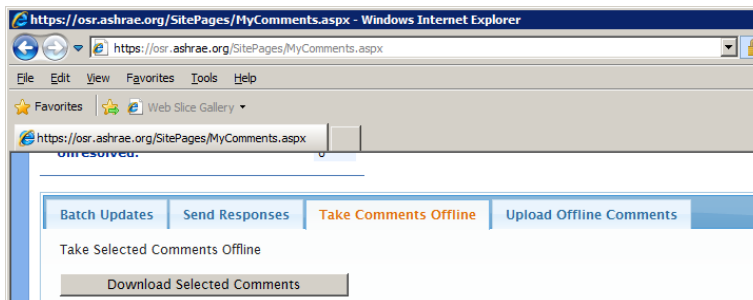 https://osr.ashrae.org/SitePages/MyComments.aspx - Windows Internet Explorer
https://osr.ashrae.org/SitePages/MyComments.aspx
File Edit View Favorites Tools Help
Favorites Web Slice Gallery
https://osr.ashrae.org/SitePages/MyComments.aspx
Unresolved: 0
Batch Updates Send Responses Take Comments Offline Upload Offline Comments
Take Selected Comments Offline
Download Selected Comments